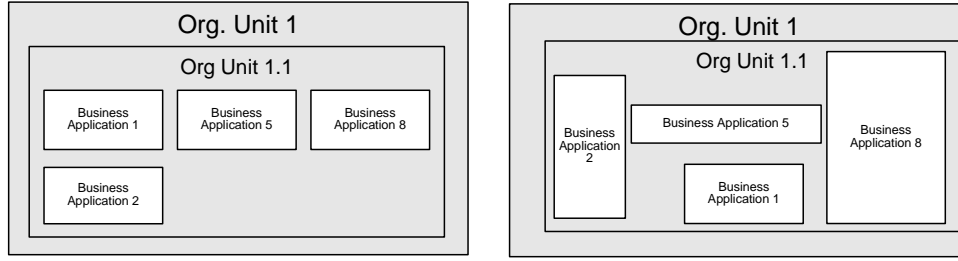 Org. Unit 1
Org Unit 1.1
Business
Application 1
Business
Application 5
Business
Application 8
Business
Application 2
Org. Unit 1
Org Unit 1.1
Business
Application
2
Business Application 5
Business
Application 8
Business
Application 1